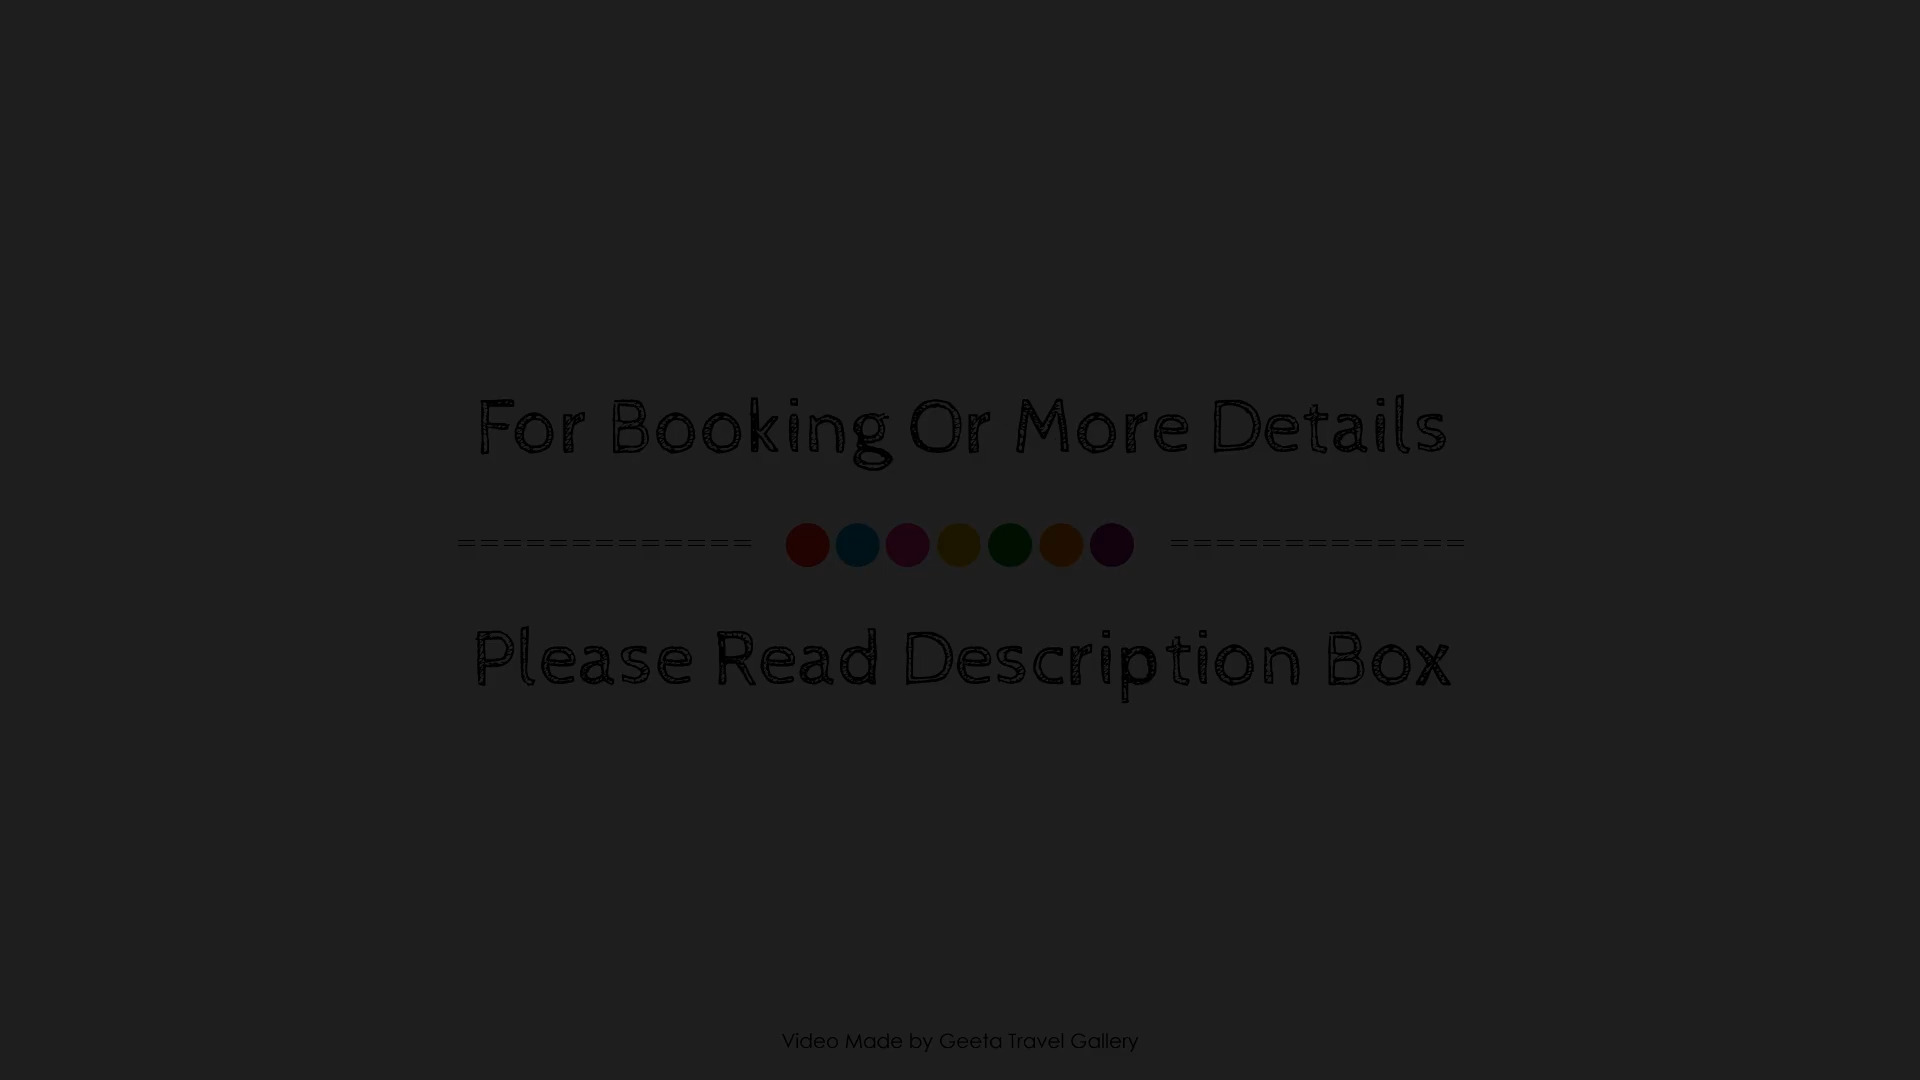 For Booking Or More Details
============= =============
Please Read Description Box
Video Made by Geeta Travel Gallery